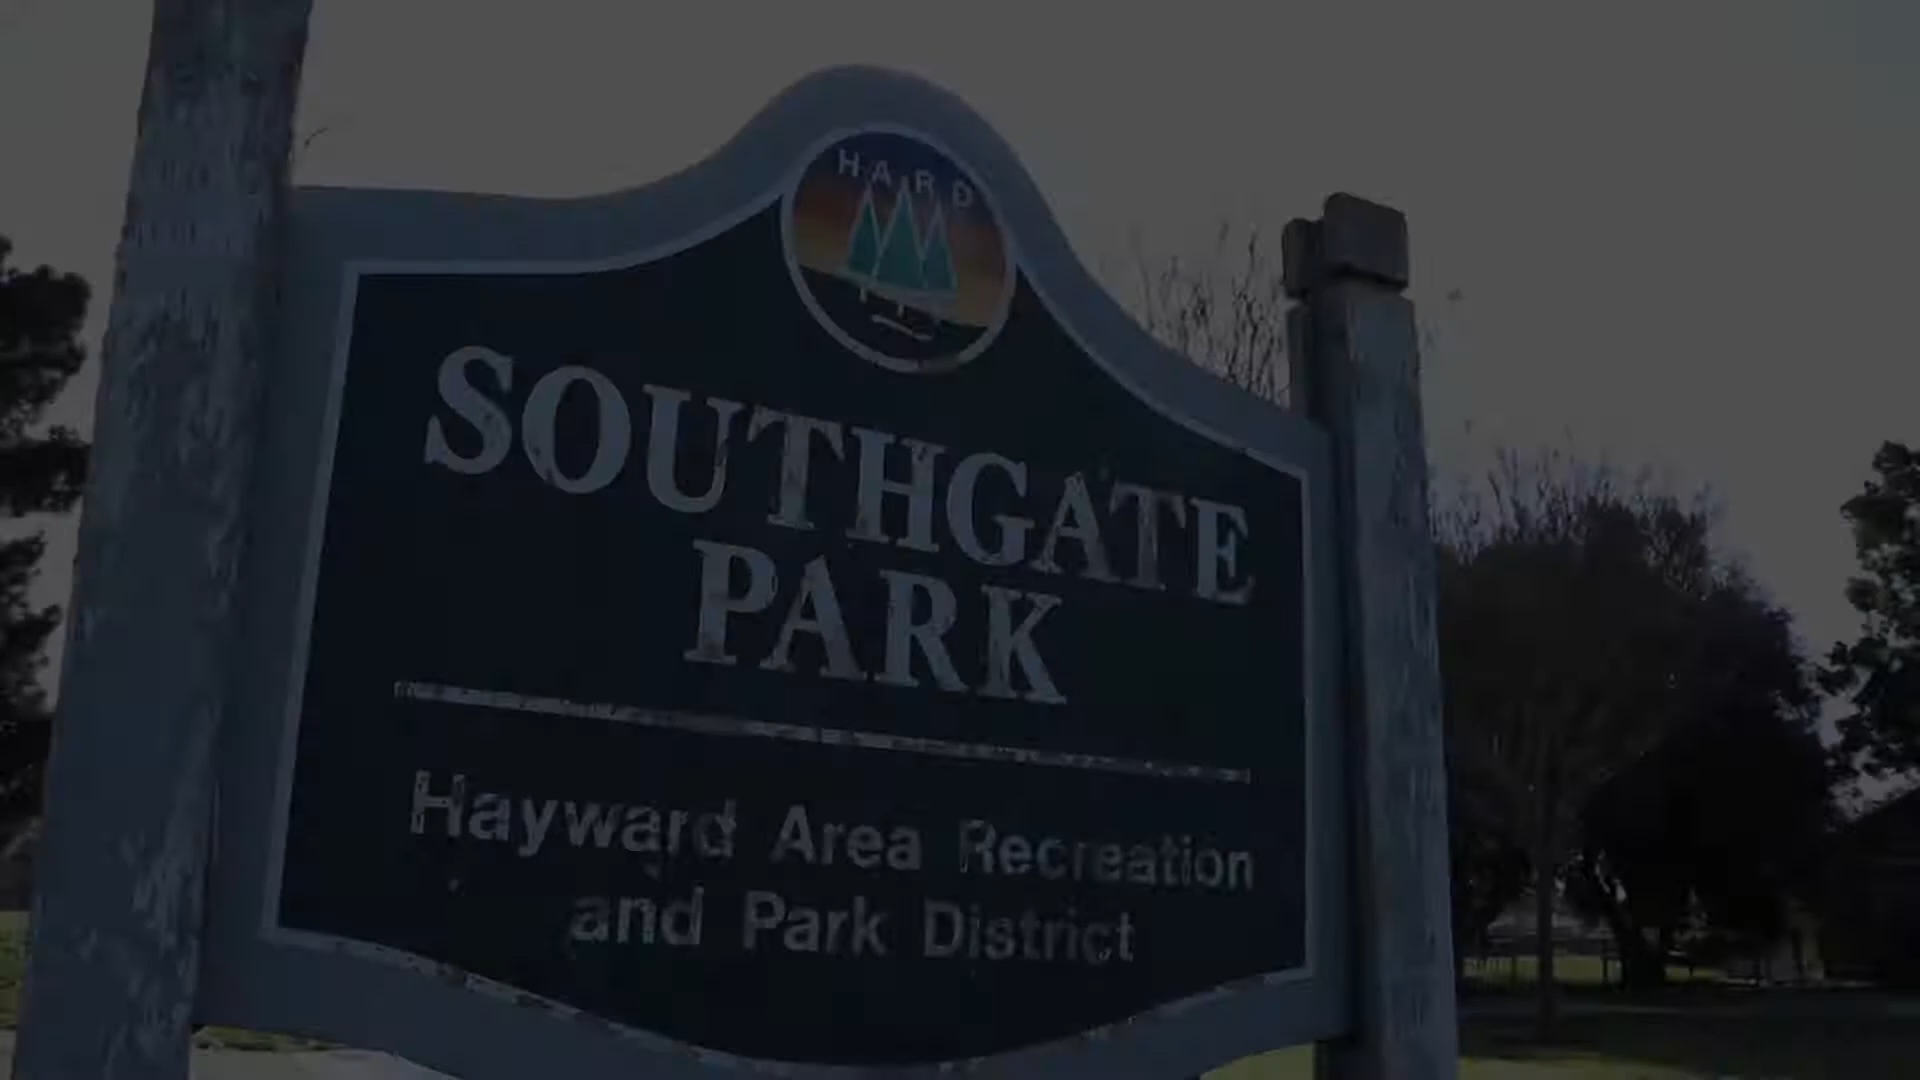 HARD
SOUTHGATE
PARK
Hayward Area Recreation
and Park District